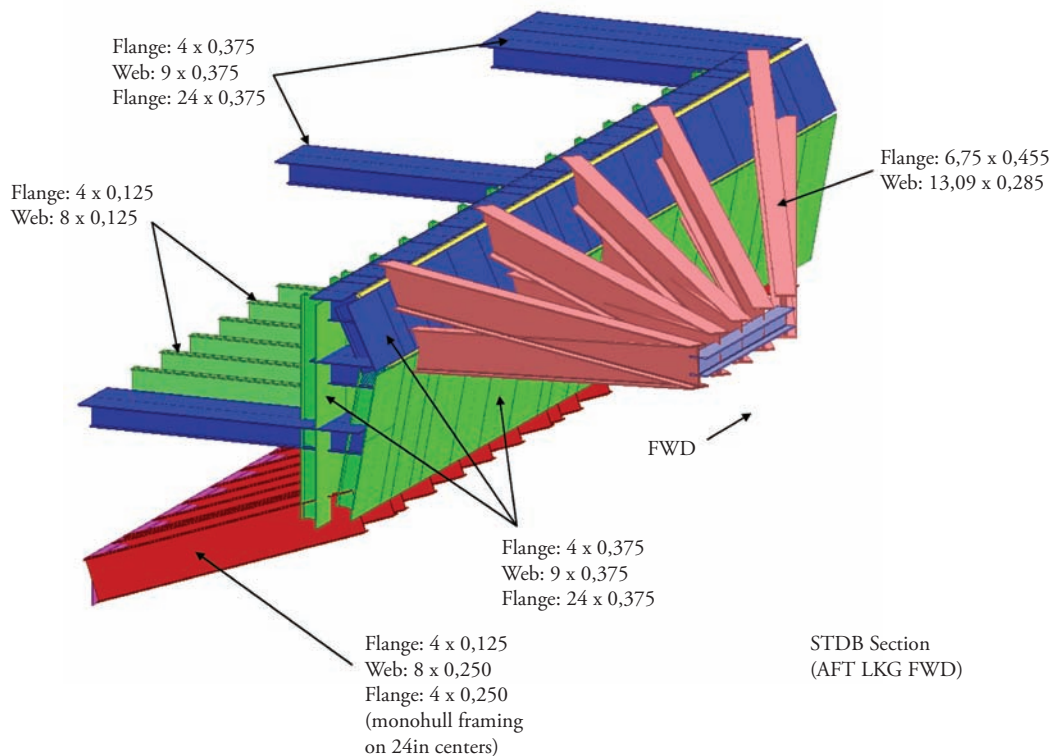 Flange: 4 x 0,375
Web: 9 x 0,375
Flange: 24 x 0,375
Flange: 4 x 0,125
Web: 8 x 0,125
Flange: 6,75 x 0,455
Web: 13,09 x 0,285
FWD
Flange: 4 x 0,375
Web: 9 x 0,375
Flange: 24 x 0,375
Flange: 4 x 0,125
Web: 8 x 0,250
Flange: 4 x 0,250
(monohull framing
on 24in centers)
STDB Section
(AFT LKG FWD)